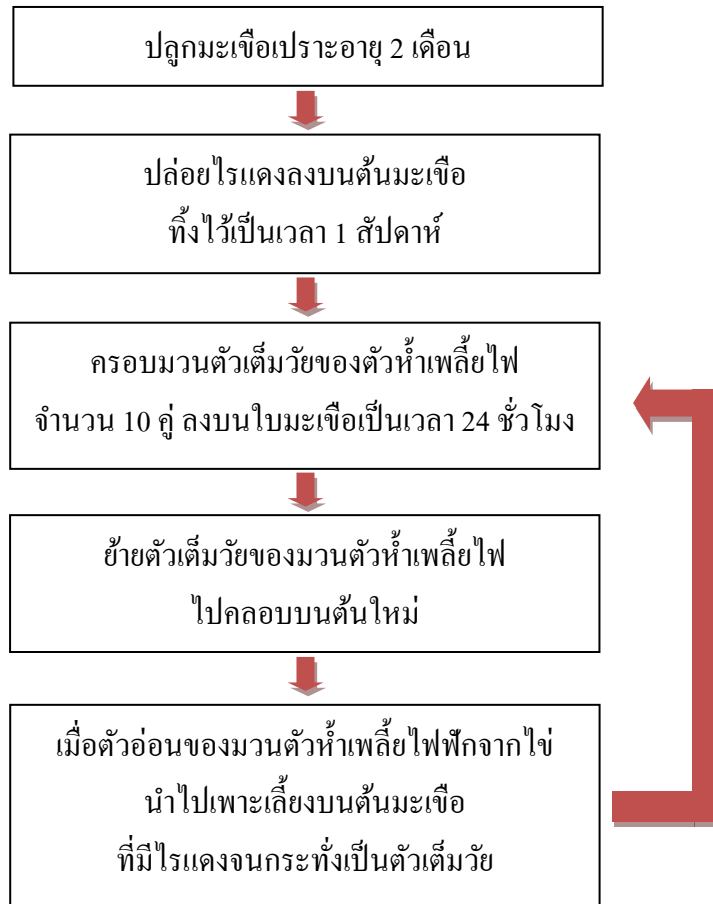 ปลูกมะเขือเปราะอายุ 2 เดือน
ปล่อยไรแดงลงบนต้นมะเขือ
ทิ้งไว้เป็นเวลา 1 สัปดาห์
ครอบมวนตัวเต็มวัยของตัวห้ำเพลี้ยไฟ
จำนวน 10 คู่ ลงบนใบมะเขือเป็นเวลา 24 ชั่วโมง
ย้ายตัวเต็มวัยของมวนตัวห้ำเพลี้ยไฟ
ไปคลอบบนต้นใหม่
เมื่อตัวอ่อนของมวนตัวห้ำเพลี้ยไฟฟักจากไข่
นำไปเพาะเลี้ยงบนต้นมะเขือ
ที่มีไรแดงจนกระทั่งเป็นตัวเต็มวัย